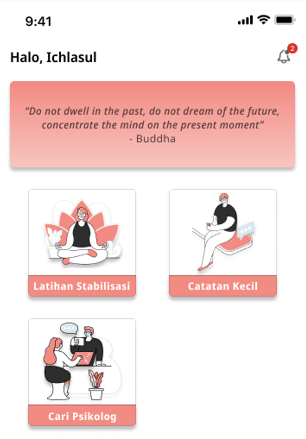 9:41
Halo, Ichlasul
2
"Do not dwell in the past, do not dream of the future,
concentrate the mind on the present moment"
- Buddha
Latihan Stabilisasi
Catatan Kecil
Cari Psikolog